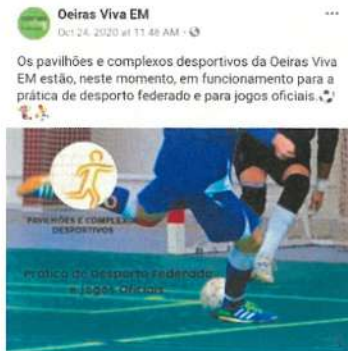 Oeiras Viva EM
Oct 24, 2020 at 11:48 AM ·
Os pavilhões e complexos desportivos da Oeiras Viva
EM estão, neste momento, em funcionamento para a
prática de desporto federado e para jogos oficiais.
PAVILHÕES E COMPLEXOS
DESPORTIVOS
Prática de Desporto Federado
e Jogos Oficiais